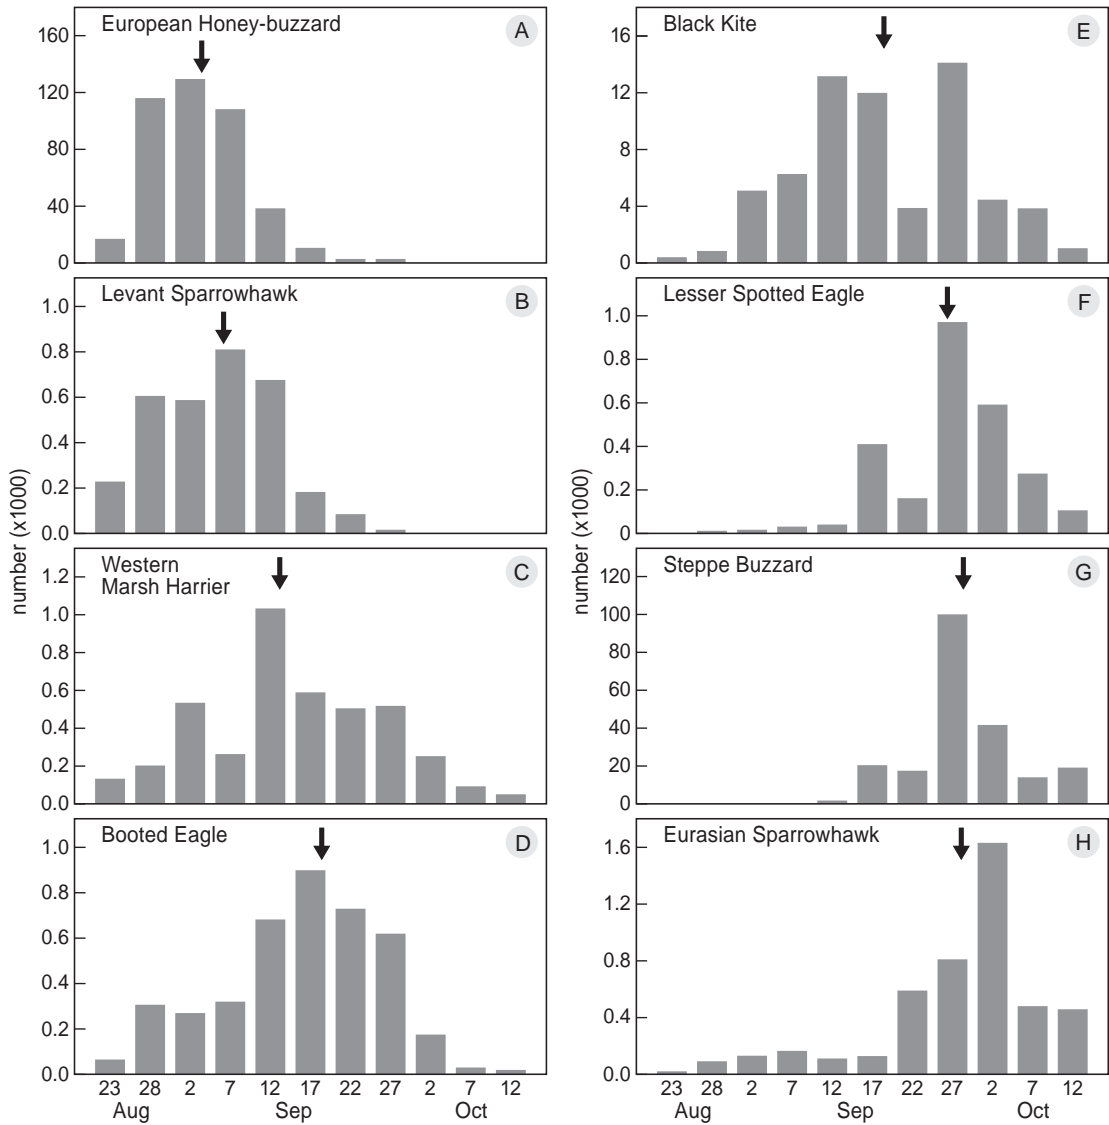 European Honey-buzzard
A
160
120
80
40
0
Levant Sparrowhawk
B
1.0
0.8
0.6
0.4
0.2
0.0
Western
Marsh Harrier
C
1.2
1.0
0.8
0.6
0.4
0.2
0.0
Booted Eagle
D
1.0
0.8
0.6
0.4
0.2
0.0
number (x1000)
23 28 2 7 12 17 22 27 2 7 12
Aug Sep Oct
Black Kite
E
16
12
8
4
0
Lesser Spotted Eagle
F
1.0
0.8
0.6
0.4
0.2
0
Steppe Buzzard
G
120
100
80
60
40
20
0
Eurasian Sparrowhawk
H
1.6
1.2
0.8
0.4
0.0
number (x1000)
23 28 2 7 12 17 22 27 2 7 12
Aug Sep Oct